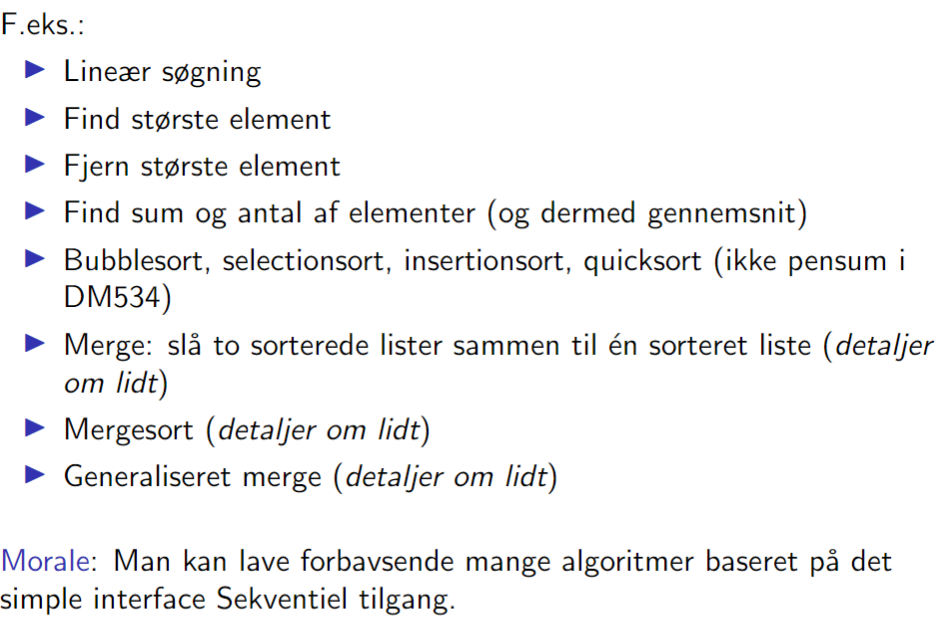 F.eks.:
▶ Lineær søgning
▶ Find største element
▶ Fjern største element
▶ Find sum og antal af elementer (og dermed gennemsnit)
▶ Bubblesort, selectionsort, insertionsort, quicksort (ikke pensum i
DM534)
▶ Merge: slå to sorterede lister sammen til én sorteret liste (detaljer
om lidt)
▶ Mergesort (detaljer om lidt)
▶ Generaliseret merge (detaljer om lidt)
Morale: Man kan lave forbavsende mange algoritmer baseret på det
simple interface Sekventiel tilgang.